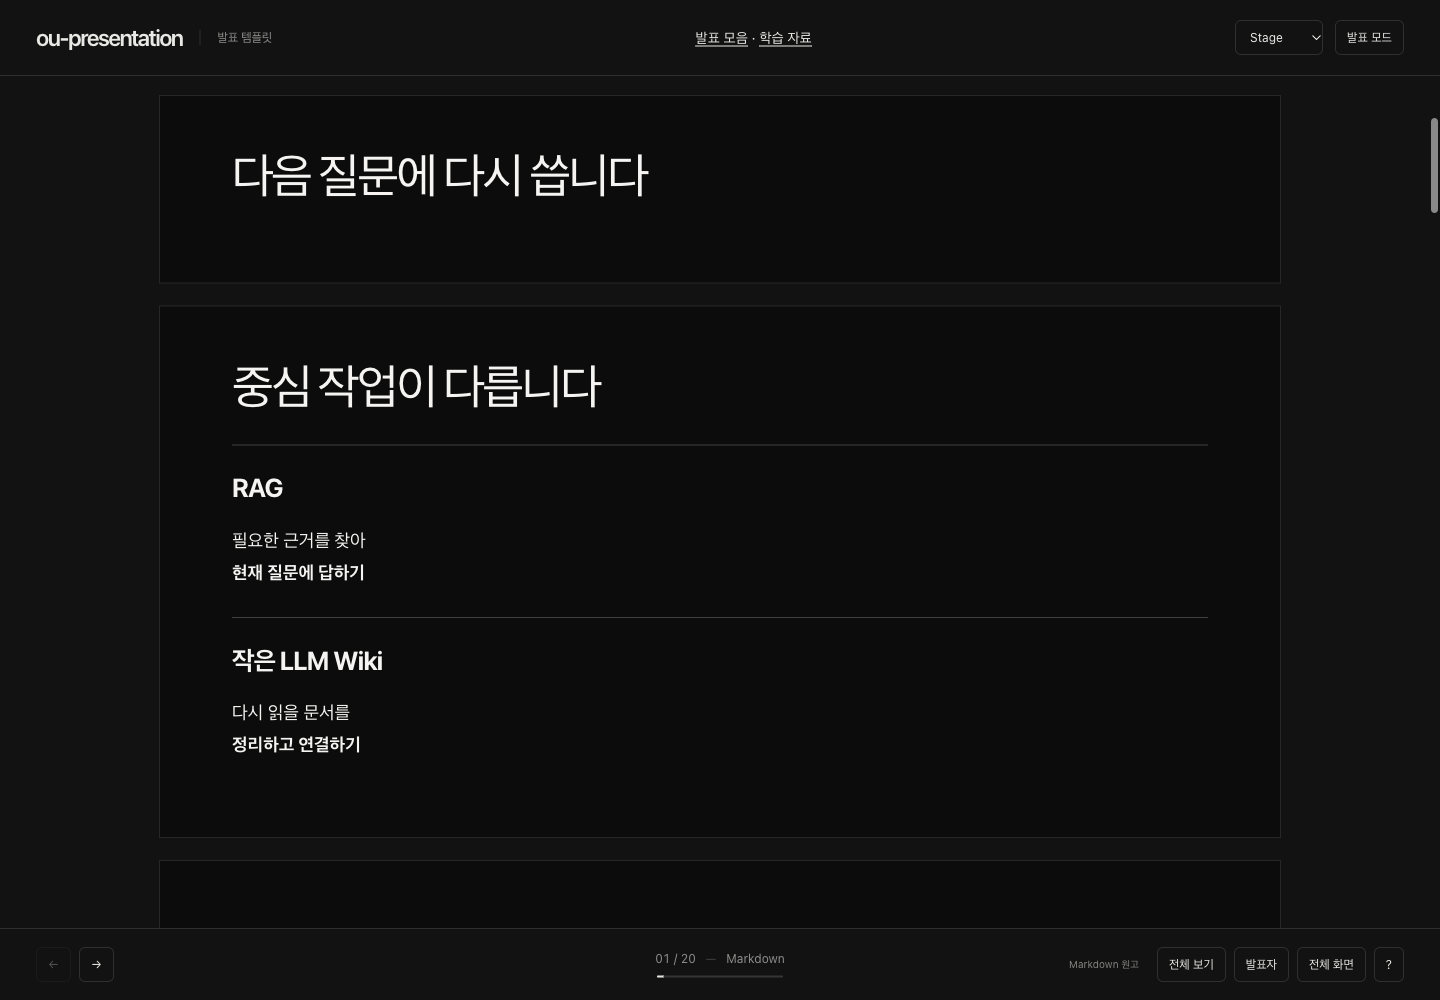 ou-presentation
발표 템플릿
발표 모음 · 학습 자료
Stage
발표 모드
다음 질문에 다시 씁니다
중심 작업이 다릅니다
RAG
필요한 근거를 찾아
현재 질문에 답하기
작은 LLM Wiki
다시 읽을 문서를
정리하고 연결하기
←
→
01 / 20 — Markdown
Markdown 원고
전체 보기
발표자
전체 화면
?